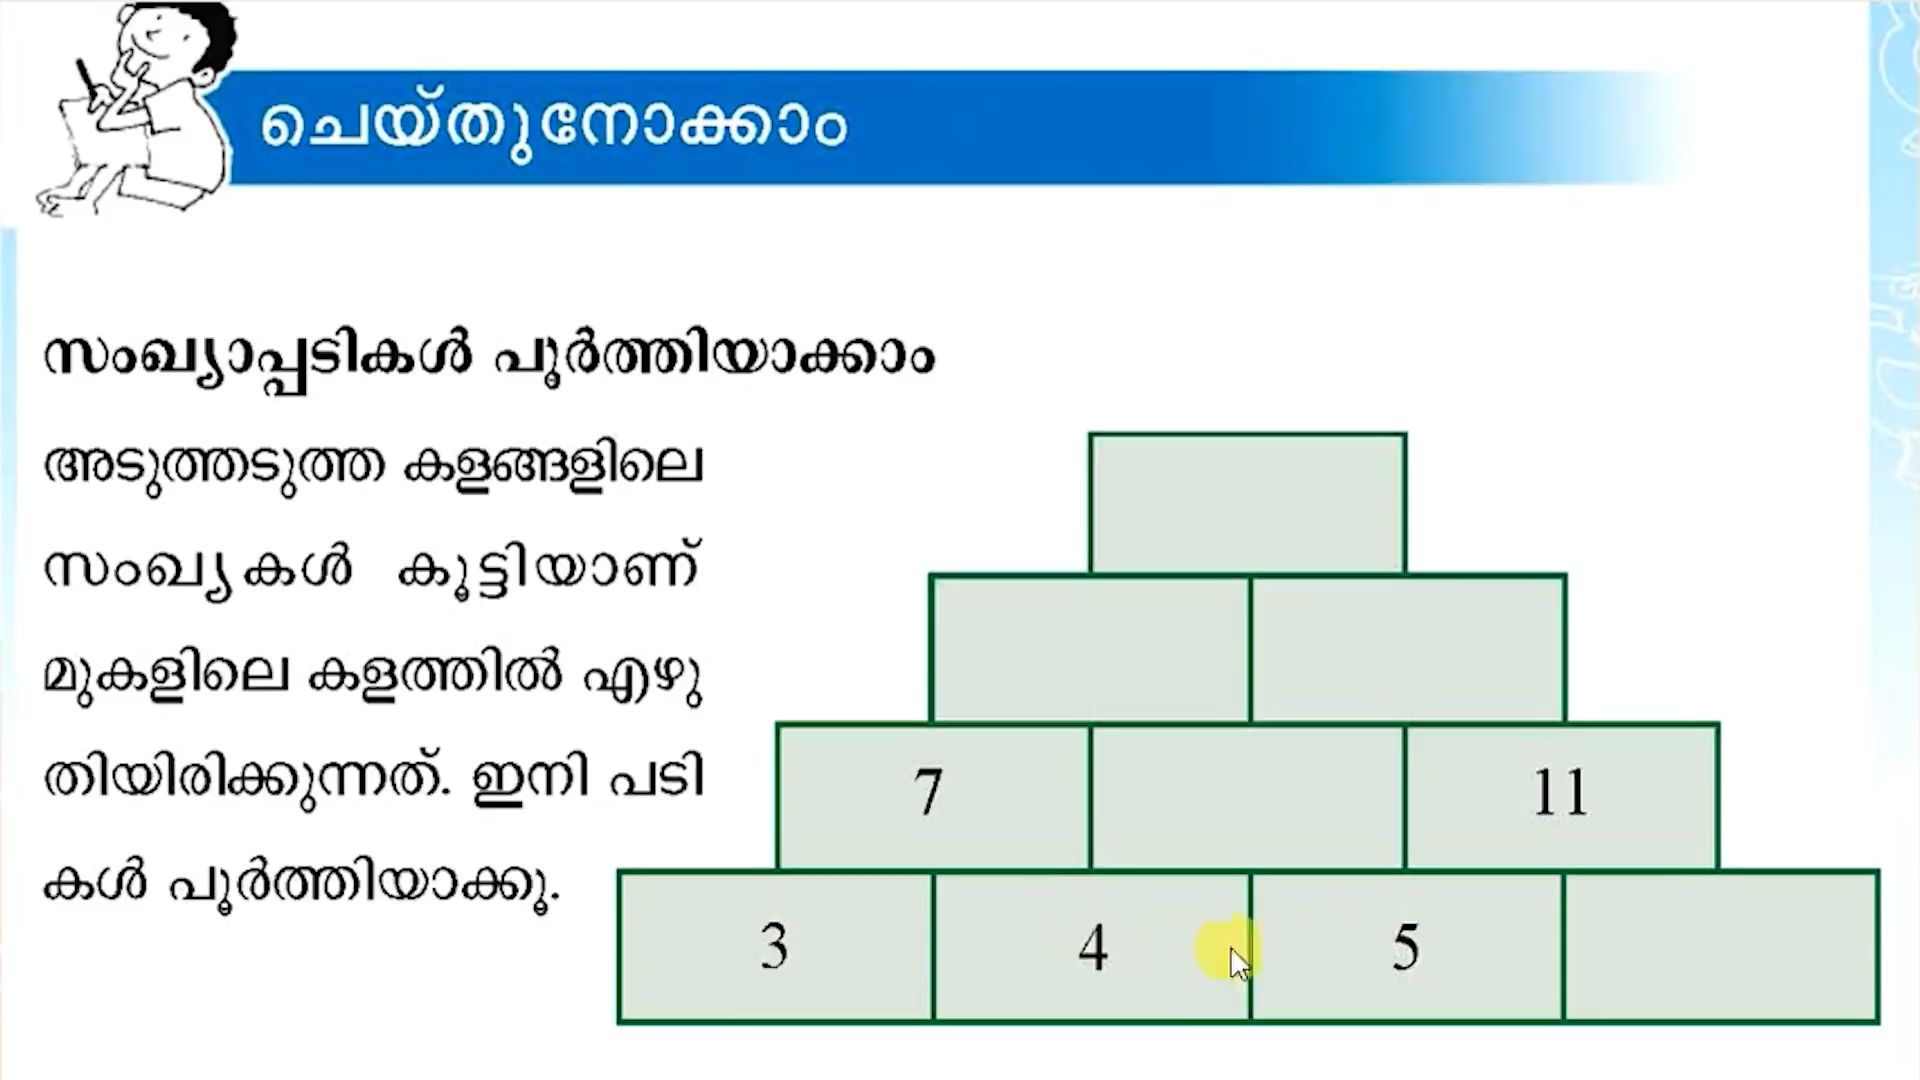 ചെയ്തുനോക്കാം
സംഖ്യാപ്പടികൾ പൂർത്തിയാക്കാം
അടുത്തടുത്ത കളങ്ങളിലെ
സംഖ്യകൾ കൂട്ടിയാണ്
മുകളിലെ കളത്തിൽ എഴു
തിയിരിക്കുന്നത്. ഇനി പടി
കൾ പൂർത്തിയാക്കൂ.
7 11
3 4 5